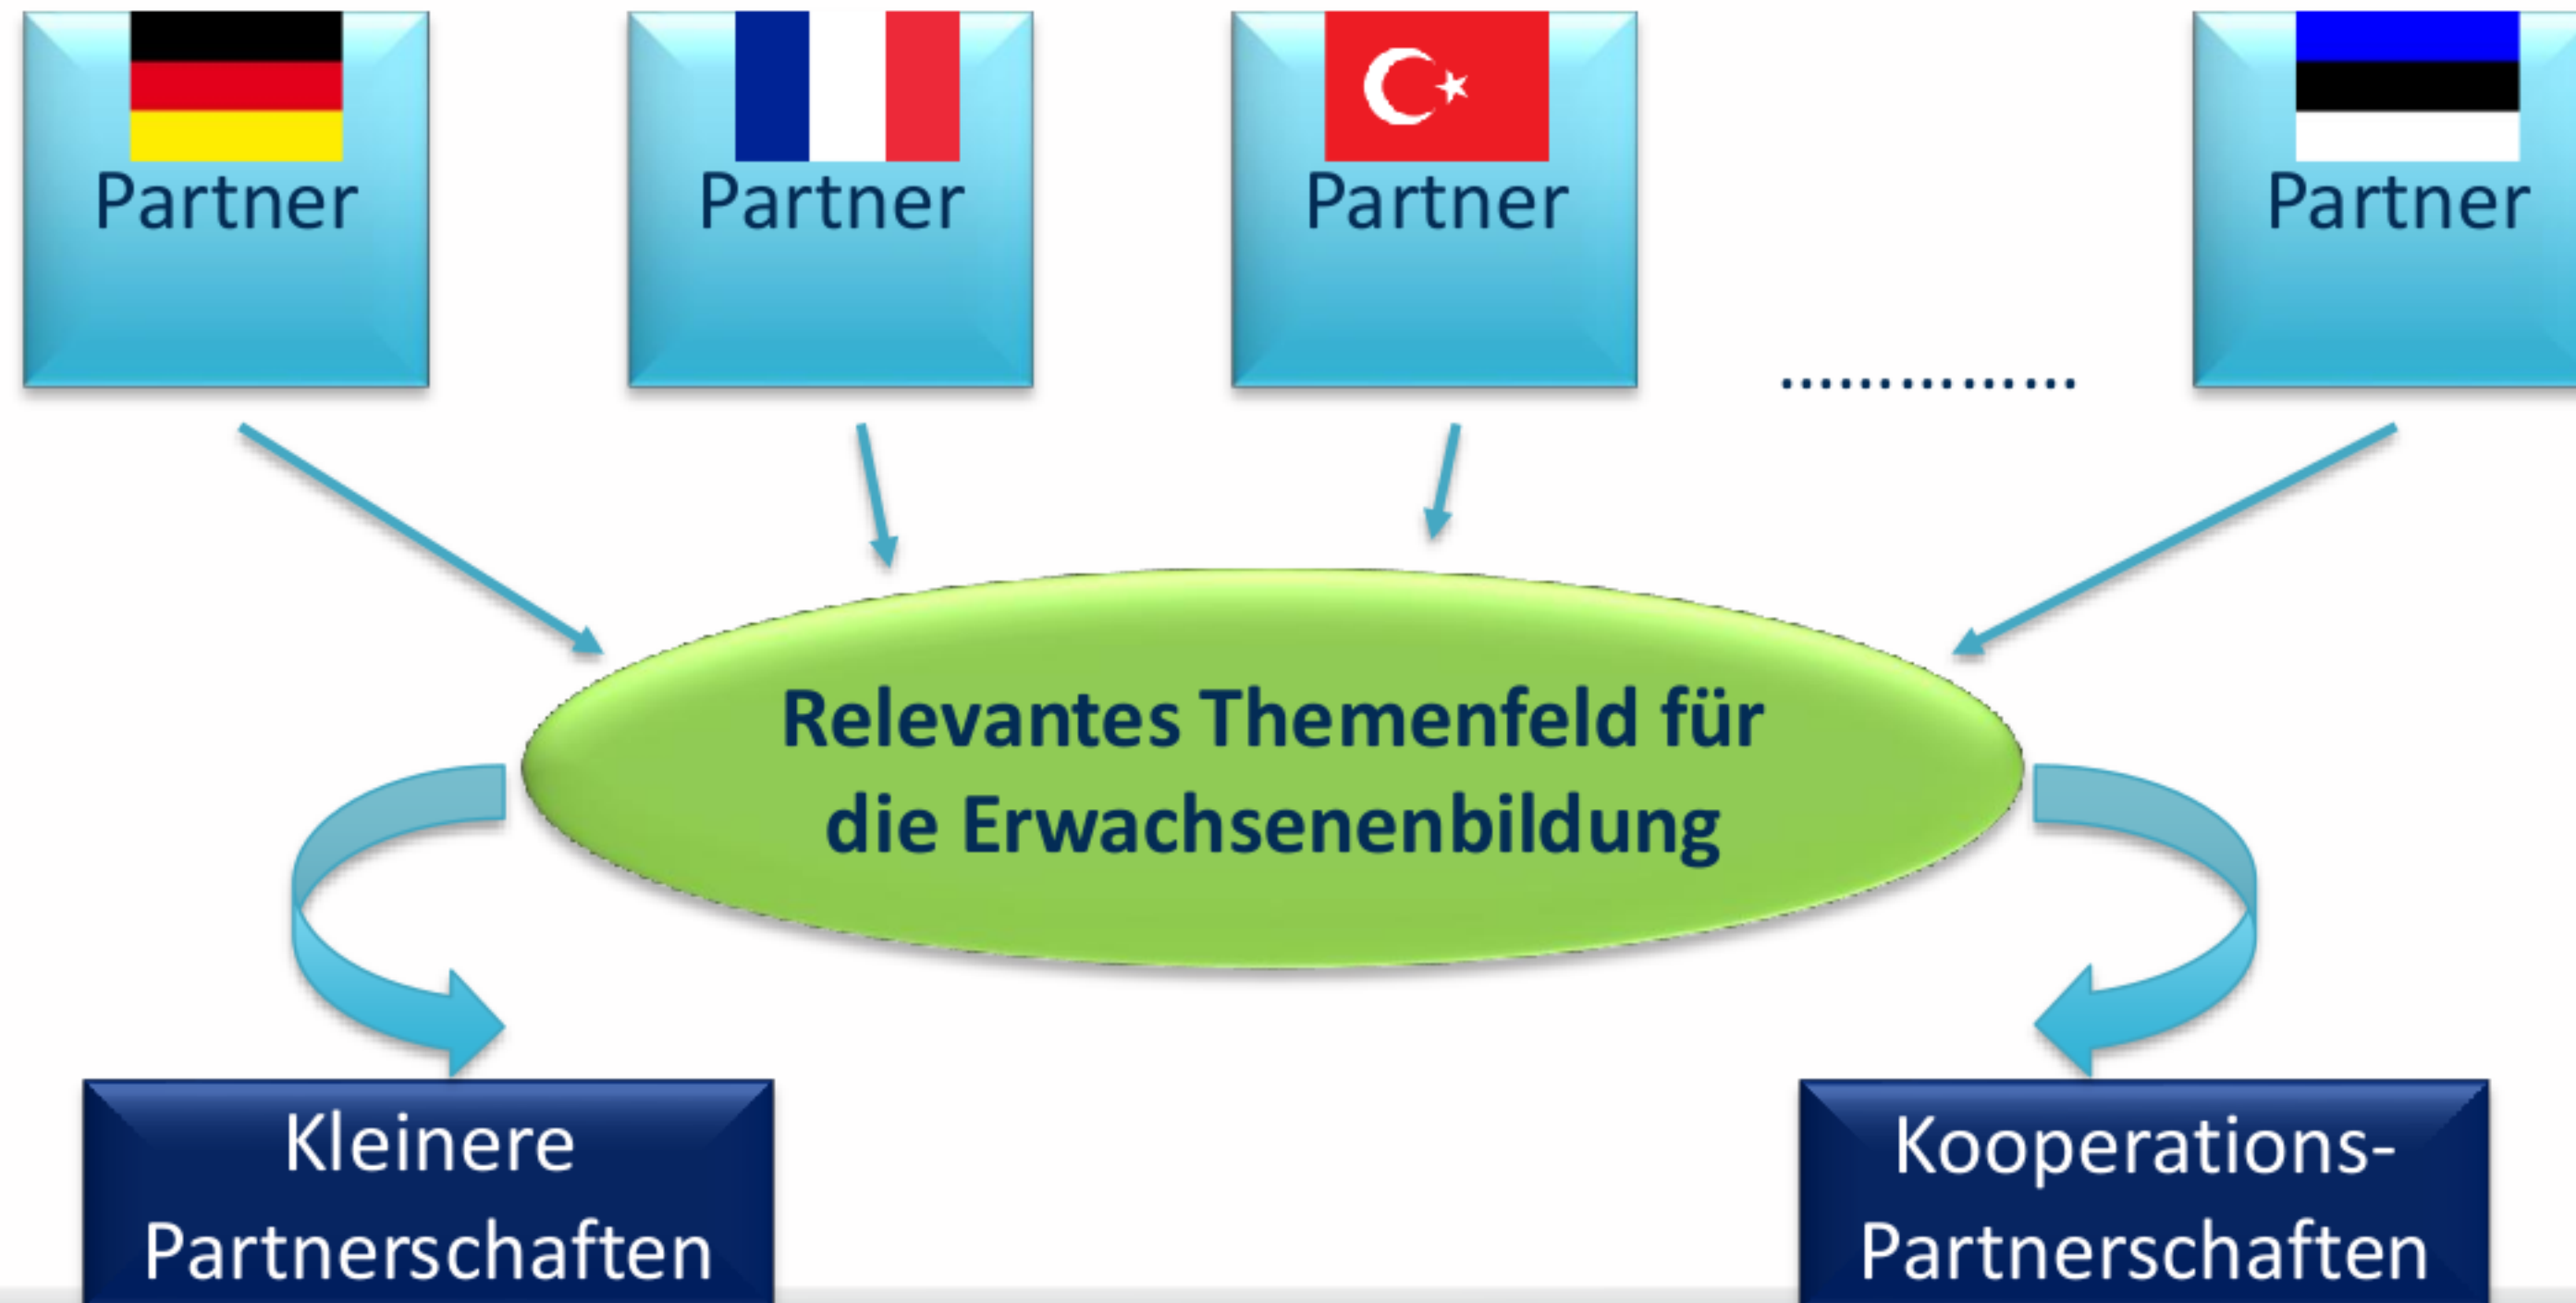 Partner
Partner
Partner
Partner
Relevantes Themenfeld für
die Erwachsenenbildung
Kleinere
Partnerschaften
Kooperations-
Partnerschaften